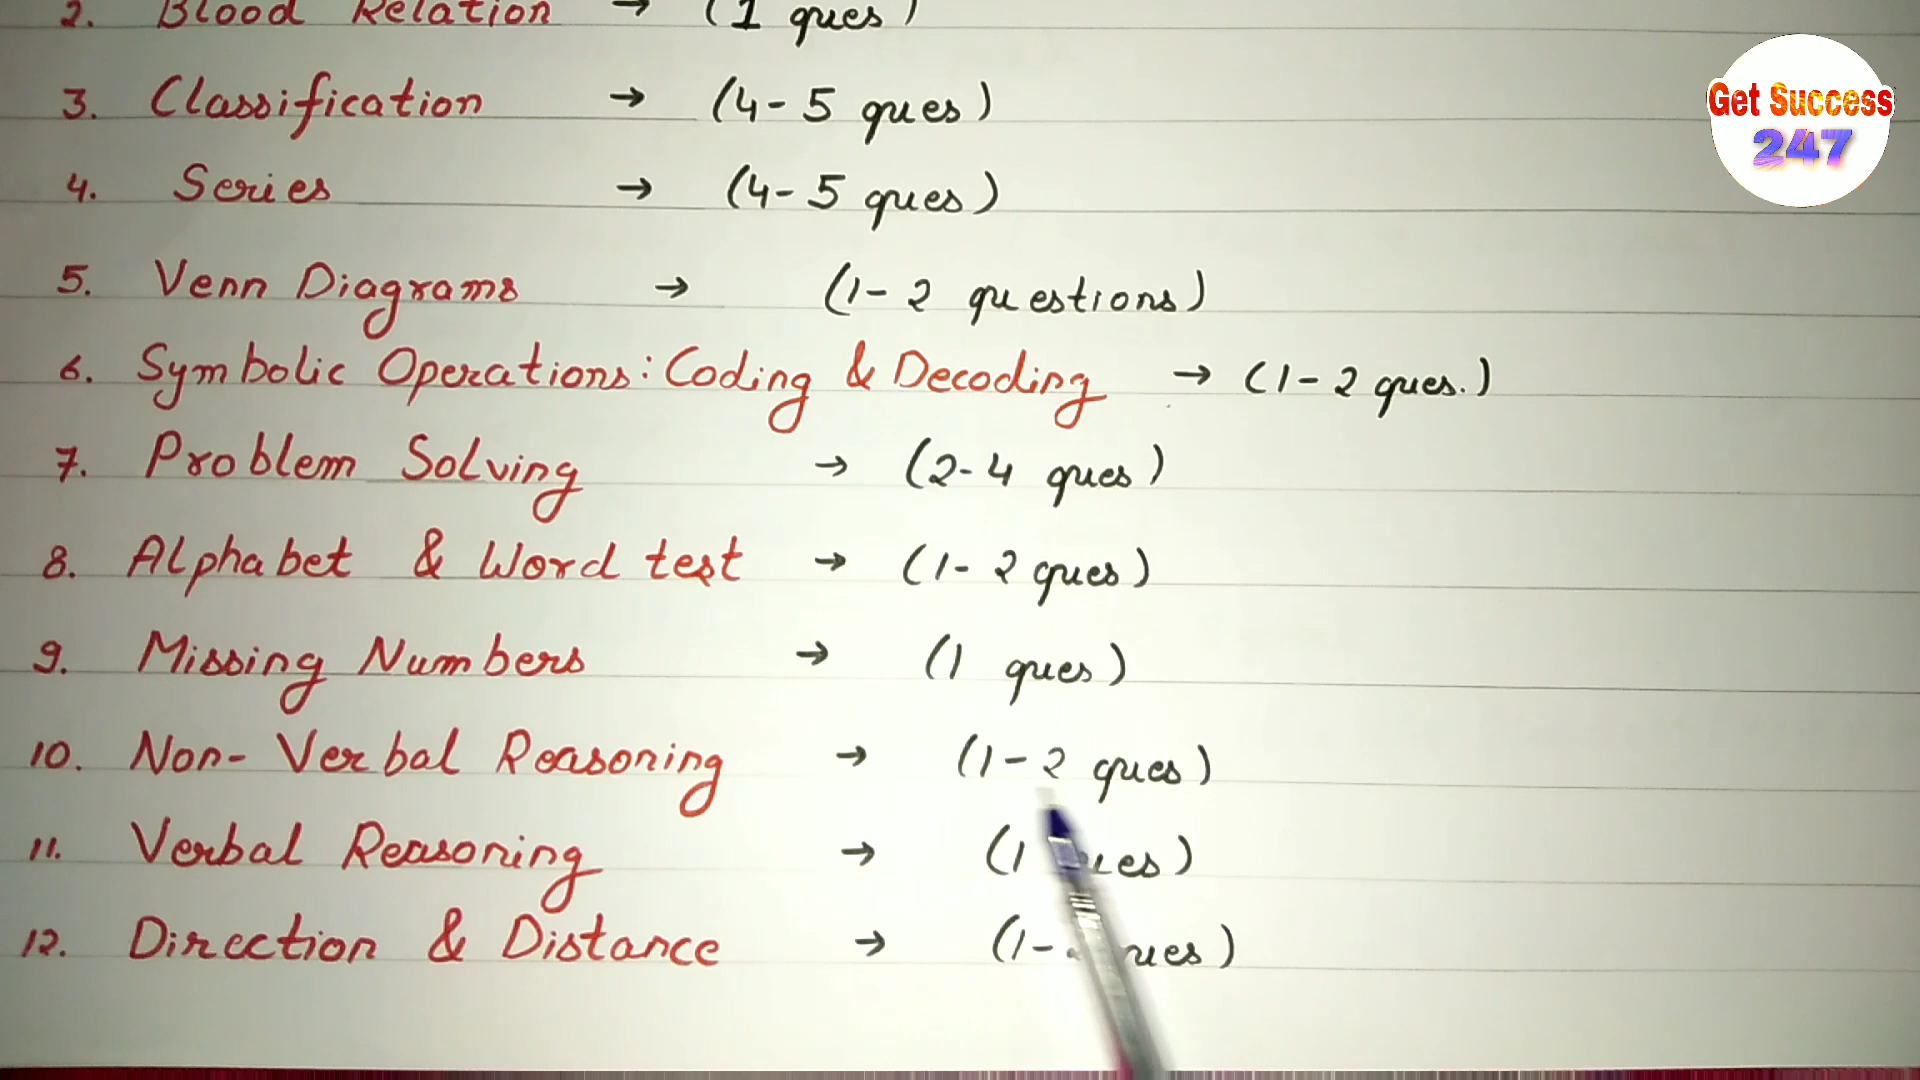 2. Blood Relation → (1 ques)
3. Classification → (4-5 ques)
4. Series → (4-5 ques)
5. Venn Diagrams → (1-2 questions)
6. Symbolic Operations: Coding & Decoding → (1-2 ques.)
7. Problem Solving → (2-4 ques)
8. Alphabet & Word test → (1-2 ques)
9. Missing Numbers → (1 ques)
10. Non-Verbal Reasoning → (1-2 ques)
11. Verbal Reasoning → (1 ques)
12. Direction & Distance → (1- ques)
Get Success
247